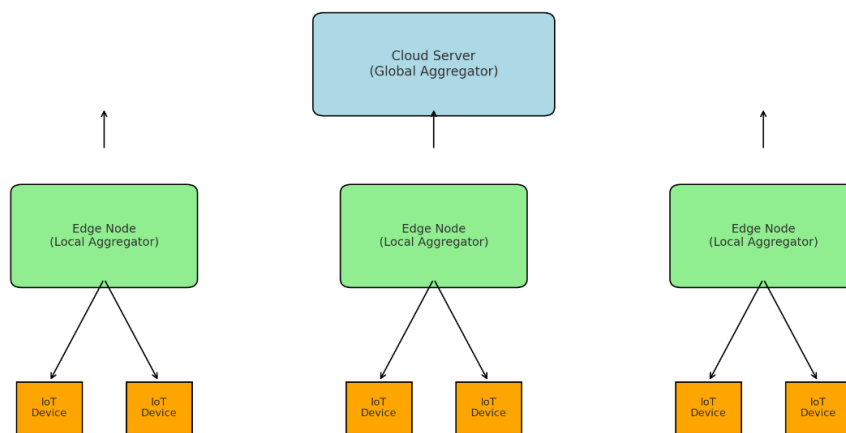 Cloud Server
(Global Aggregator)
Edge Node
(Local Aggregator)
Edge Node
(Local Aggregator)
Edge Node
(Local Aggregator)
IoT
Device
IoT
Device
IoT
Device
IoT
Device
IoT
Device
IoT
Device